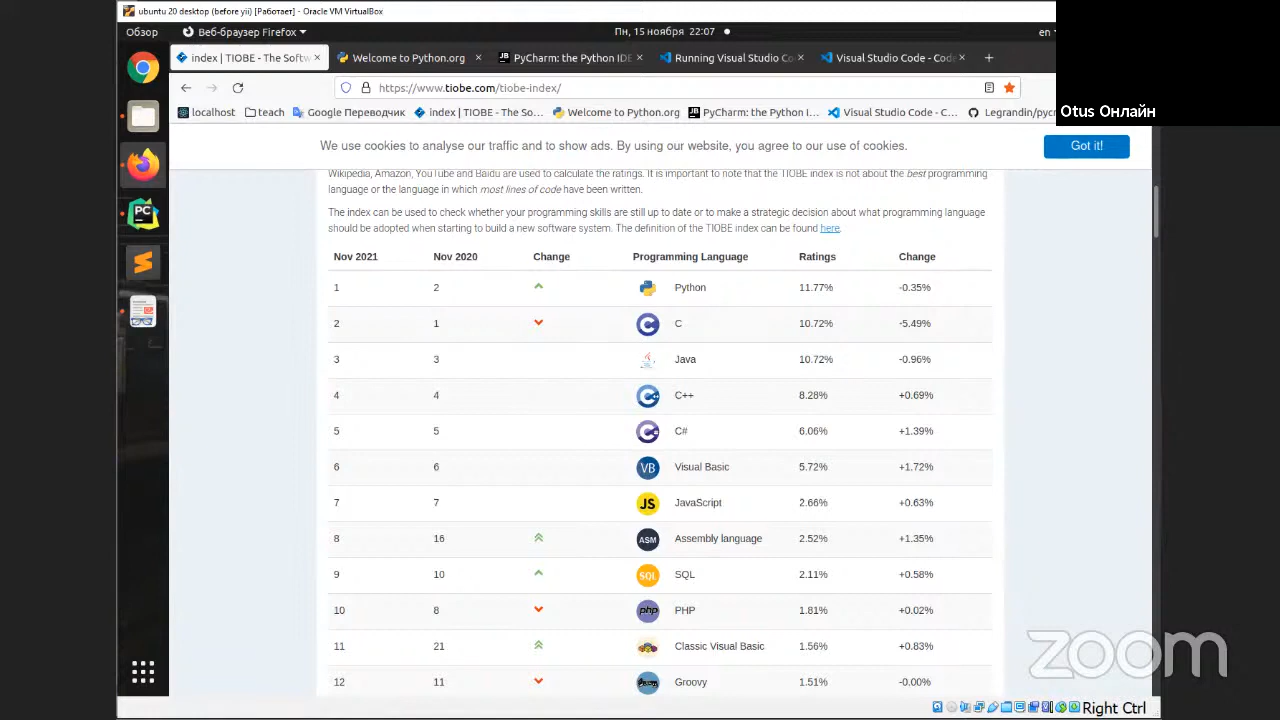 ubuntu 20 desktop (before yii) [Работает] - Oracle VM VirtualBox
Обзор Веб-браузер Firefox Пн, 15 ноября 22:07 en
index | TIOBE - The Softw Welcome to Python.org PyCharm: the Python IDE Running Visual Studio Co Visual Studio Code - Code
https://www.tiobe.com/tiobe-index/
Otus Онлайн
localhost teach Google Переводчик index | TIOBE - The So... Welcome to Python.org PyCharm: the Python I... Visual Studio Code - C... Legrandin/pyc
We use cookies to analyse our traffic and to show ads. By using our website, you agree to our use of cookies. Got it!
Wikipedia, Amazon, YouTube and Baidu are used to calculate the ratings. It is important to note that the TIOBE index is not about the best programming
language or the language in which most lines of code have been written.
The index can be used to check whether your programming skills are still up to date or to make a strategic decision about what programming language
should be adopted when starting to build a new software system. The definition of the TIOBE index can be found here.
Nov 2021 Nov 2020 Change Programming Language Ratings Change
1 2 Python 11.77% -0.35%
2 1 C C 10.72% -5.49%
3 3 Java 10.72% -0.96%
4 4 C++ 8.28% +0.69%
5 5 C# 6.06% +1.39%
6 6 VB Visual Basic 5.72% +1.72%
7 7 JS JavaScript 2.66% +0.63%
8 16 ASM Assembly language 2.52% +1.35%
9 10 SQL SQL 2.11% +0.58%
10 8 php PHP 1.81% +0.02%
11 21 Classic Visual Basic 1.56% +0.83%
12 11 Groovy 1.51% -0.00%
zoom
Right Ctrl